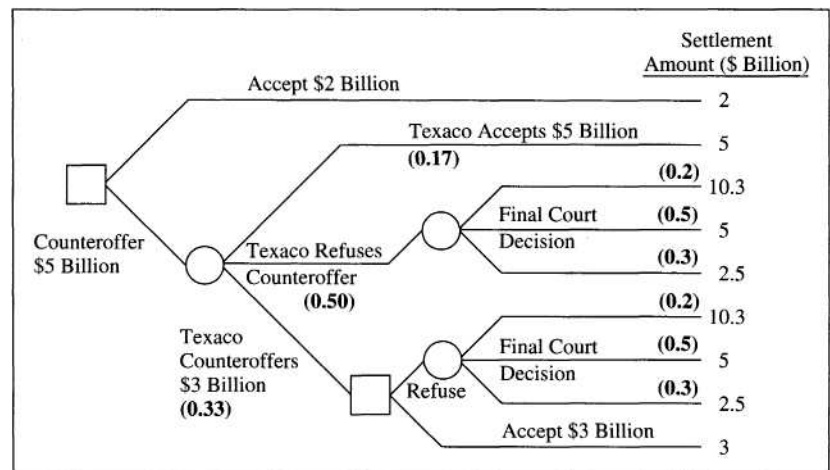 Settlement
Amount ($ Billion)
Accept $2 Billion
2
Texaco Accepts $5 Billion
5
(0.17)
(0.2)
10.3
Final Court
(0.5)
5
Decision
(0.3)
2.5
Counteroffer
$5 Billion
Texaco Refuses
Counteroffer
(0.50)
Texaco
Counteroffers
$3 Billion
(0.33)
(0.2)
10.3
Final Court
(0.5)
5
Decision
(0.3)
2.5
Refuse
Accept $3 Billion
3